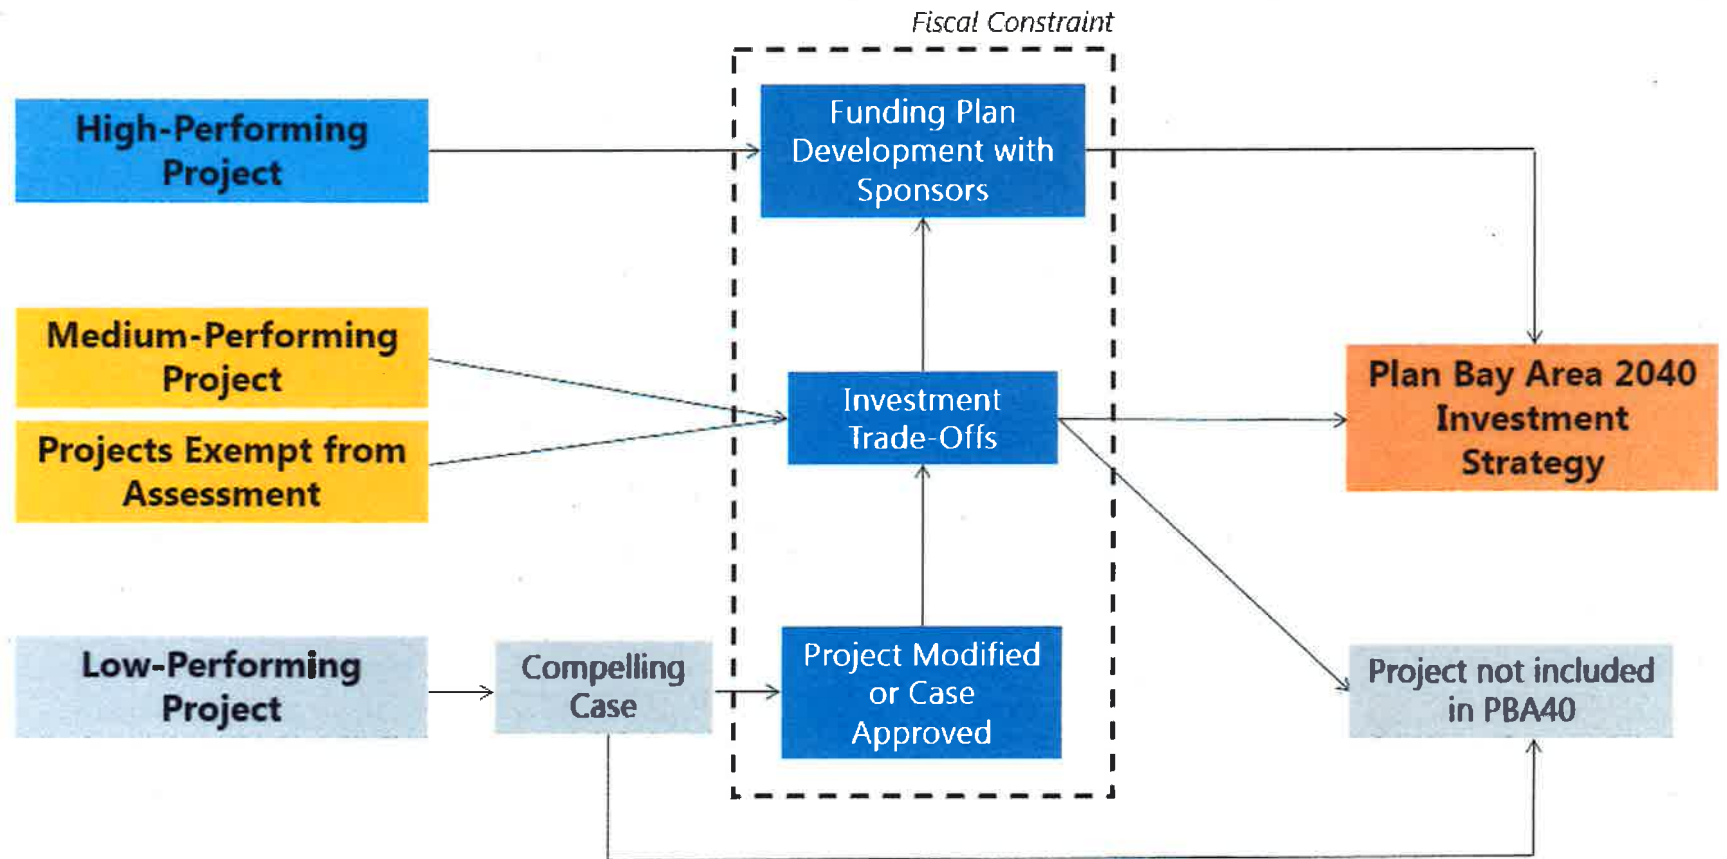 Fiscal Constraint
High-Performing
Project
Funding Plan
Development with
Sponsors
Medium-Performing
Project
Projects Exempt from
Assessment
Investment
Trade-Offs
Plan Bay Area 2040
Investment
Strategy
Low-Performing
Project
Compelling
Case
Project Modified
or Case
Approved
Project not included
in PBA40